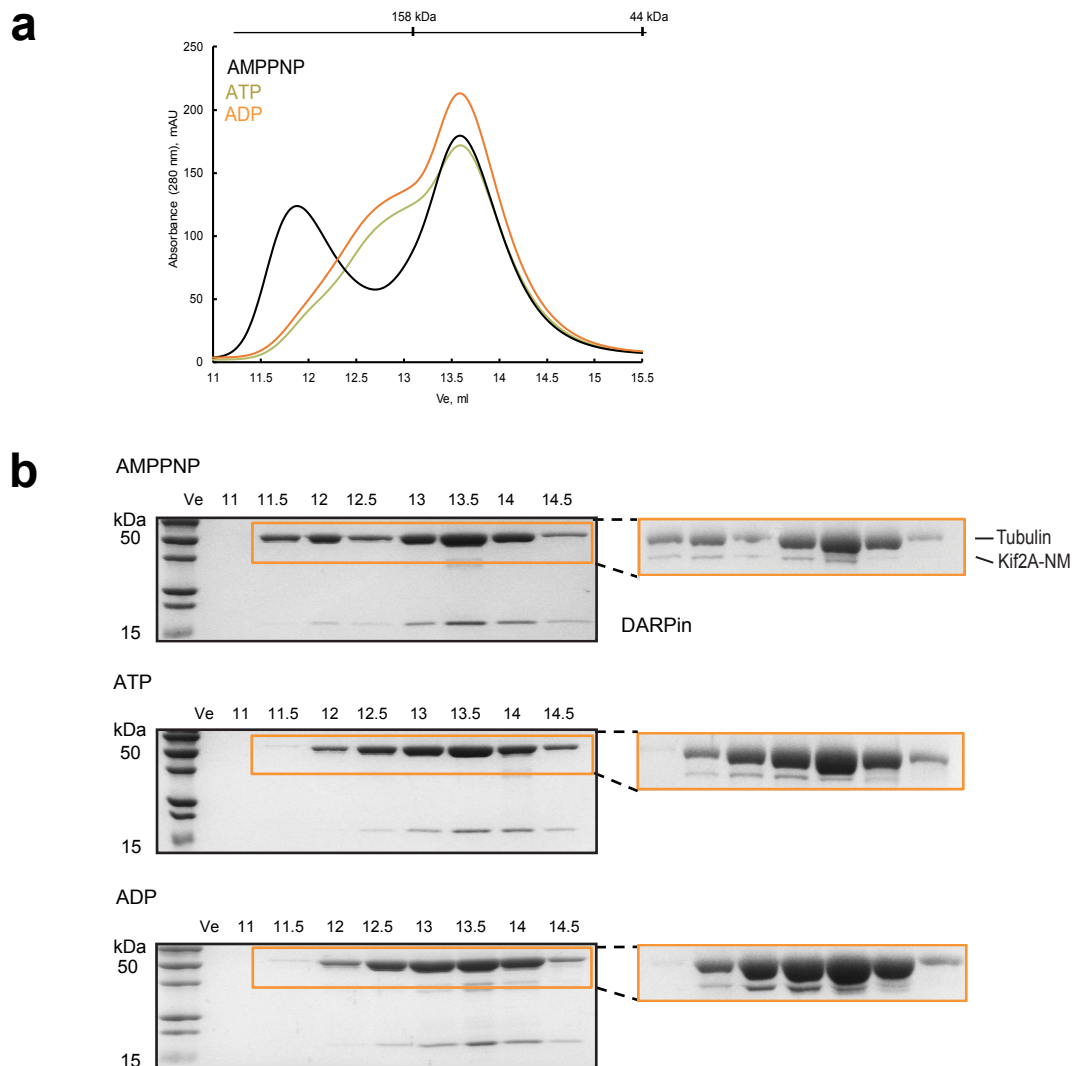 a
158 kDa 44 kDa
250
200
150
100
50
0
Absorbance (280 nm), mAU
AMPPNP
ATP
ADP
11 11.5 12 12.5 13 13.5 14 14.5 15 15.5
Ve, ml
b
AMPPNP
Ve 11 11.5 12 12.5 13 13.5 14 14.5
kDa
50
15
Tubulin
Kif2A-NM
DARPin
ATP
Ve 11 11.5 12 12.5 13 13.5 14 14.5
kDa
50
15
ADP
Ve 11 11.5 12 12.5 13 13.5 14 14.5
kDa
50
15